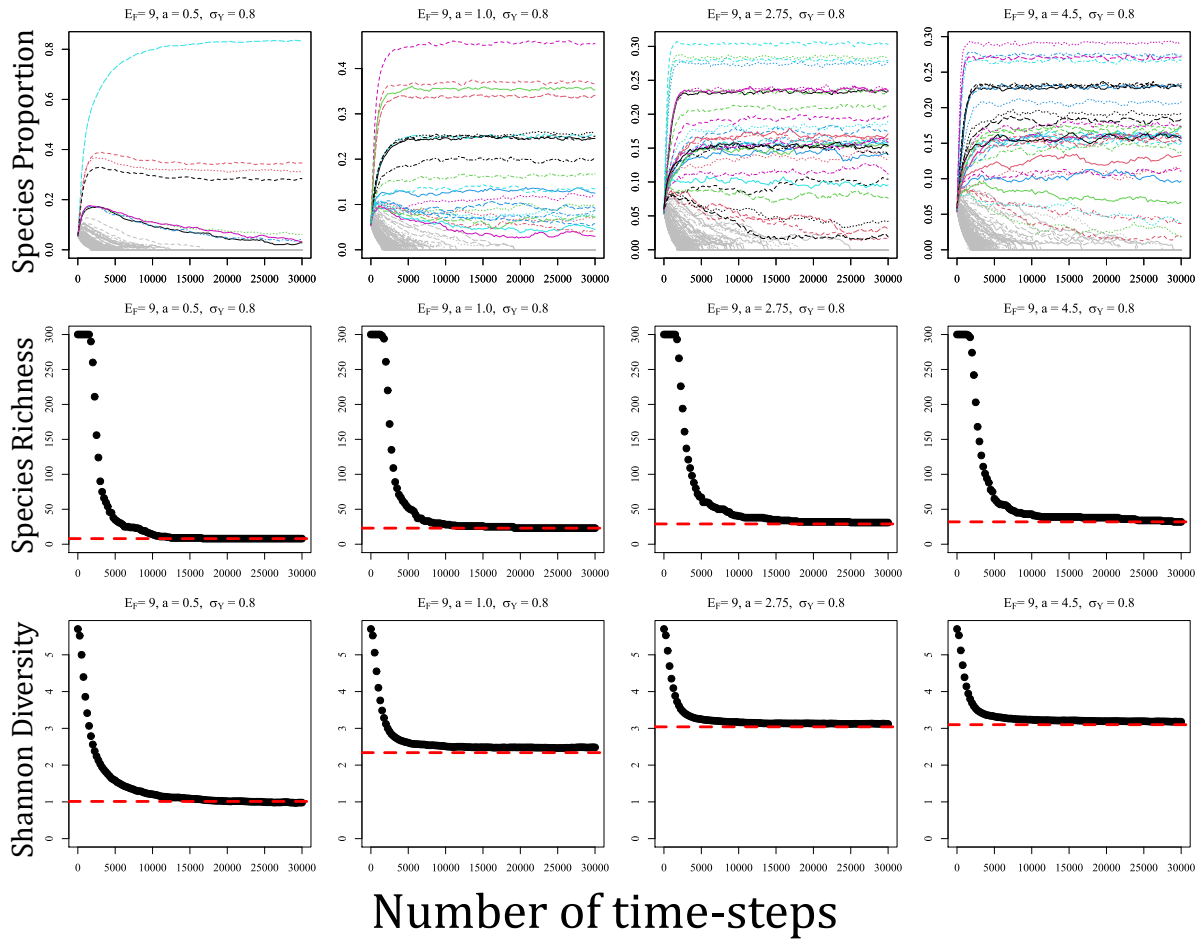 E_F= 9, a = 0.5, σ_Y = 0.8
E_F= 9, a = 1.0, σ_Y = 0.8
E_F= 9, a = 2.75, σ_Y = 0.8
E_F= 9, a = 4.5, σ_Y = 0.8
Species Proportion
0.0 0.2 0.4 0.6 0.8
0 5000 10000 15000 20000 25000 30000
0.0 0.1 0.2 0.3 0.4
0 5000 10000 15000 20000 25000 30000
0.00 0.05 0.10 0.15 0.20 0.25 0.30
0 5000 10000 15000 20000 25000 30000
0.00 0.05 0.10 0.15 0.20 0.25 0.30
0 5000 10000 15000 20000 25000 30000
E_F= 9, a = 0.5, σ_Y = 0.8
E_F= 9, a = 1.0, σ_Y = 0.8
E_F= 9, a = 2.75, σ_Y = 0.8
E_F= 9, a = 4.5, σ_Y = 0.8
Species Richness
0 50 100 150 200 250 300
0 5000 10000 15000 20000 25000 30000
0 50 100 150 200 250 300
0 5000 10000 15000 20000 25000 30000
0 50 100 150 200 250 300
0 5000 10000 15000 20000 25000 30000
0 50 100 150 200 250 300
0 5000 10000 15000 20000 25000 30000
E_F= 9, a = 0.5, σ_Y = 0.8
E_F= 9, a = 1.0, σ_Y = 0.8
E_F= 9, a = 2.75, σ_Y = 0.8
E_F= 9, a = 4.5, σ_Y = 0.8
Shannon Diversity
0 1 2 3 4 5
0 5000 10000 15000 20000 25000 30000
0 1 2 3 4 5
0 5000 10000 15000 20000 25000 30000
0 1 2 3 4 5
0 5000 10000 15000 20000 25000 30000
0 1 2 3 4 5
0 5000 10000 15000 20000 25000 30000
Number of time-steps